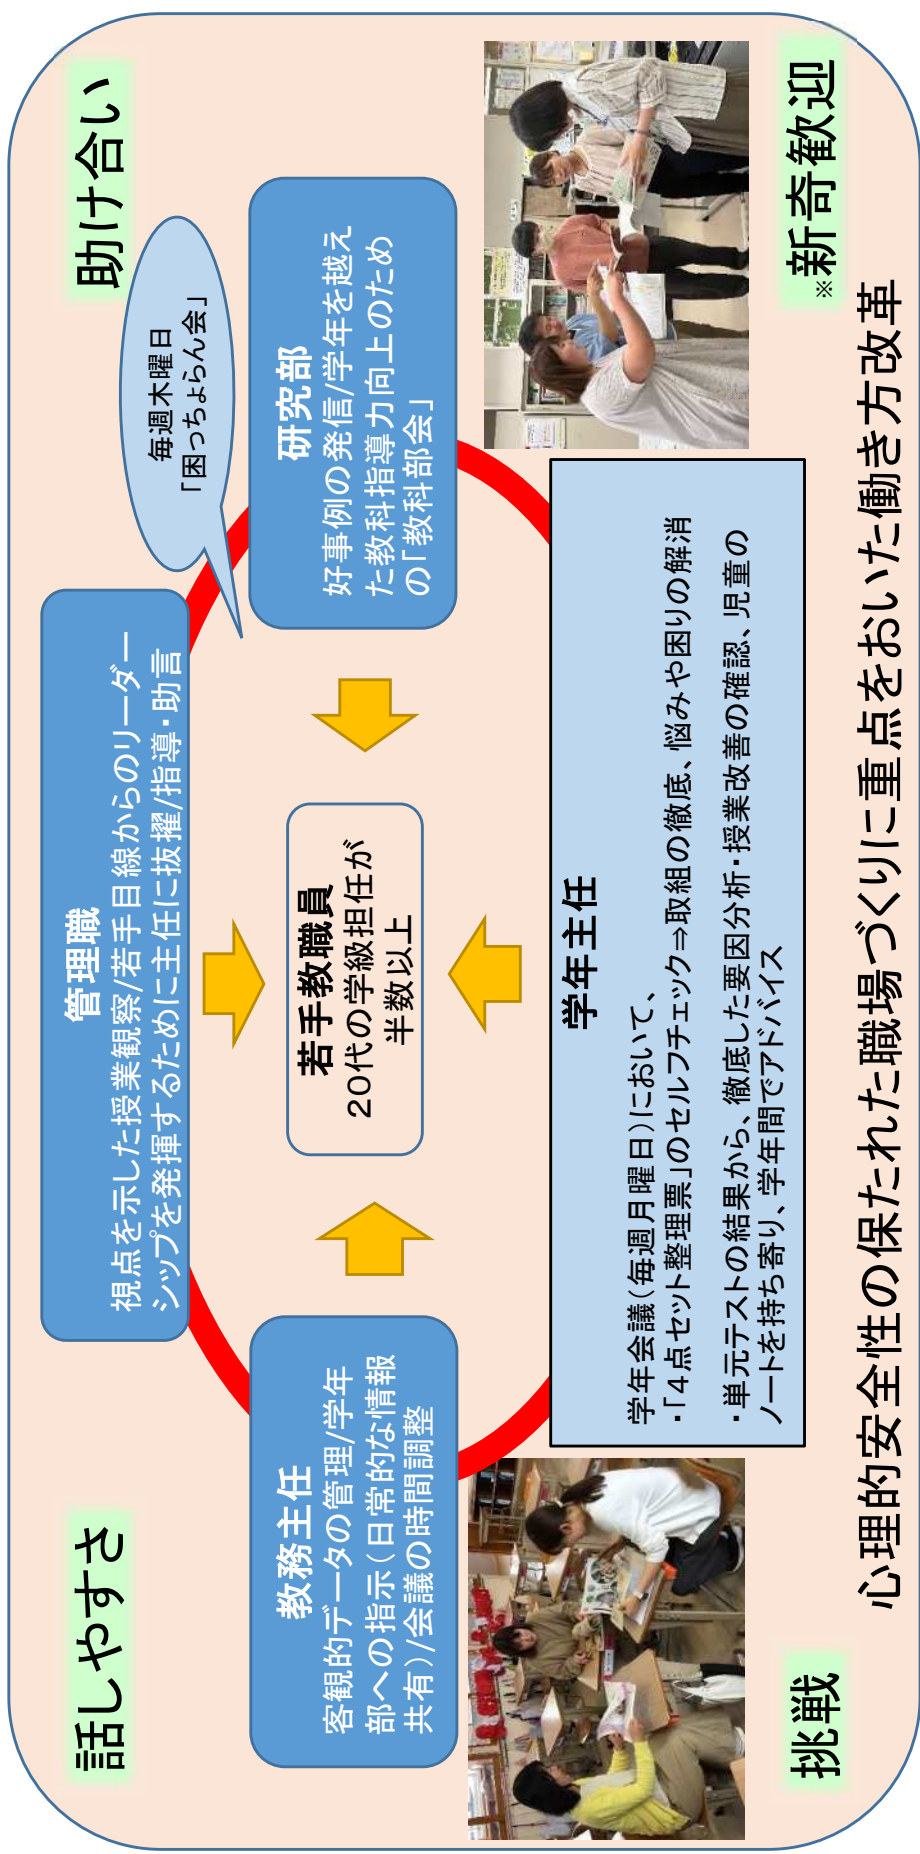 話しやすさ
助け合い
管理職
視点を示した授業観察/若手目線からのリーダー
シップを発揮するために主任に抜擢/指導・助言
毎週木曜日
「困っちょらん会」
教務主任
客観的データの管理/学年
部への指示(日常的な情報
共有)/会議の時間調整
若手教職員
20代の学級担任が
半数以上
研究部
好事例の発信/学年を越え
た教科指導力向上のため
の「教科部会」
学年主任
学年会議(毎週月曜日)において、
・「4点セット整理票」のセルフチェック⇒取組の徹底、悩みや困りの解消
・単元テストの結果から、徹底した要因分析・授業改善の確認、児童の
ノートを持ち寄り、学年間でアドバイス
挑戦
※新奇歓迎
心理的安全性の保たれた職場づくりに重点をおいた働き方改革